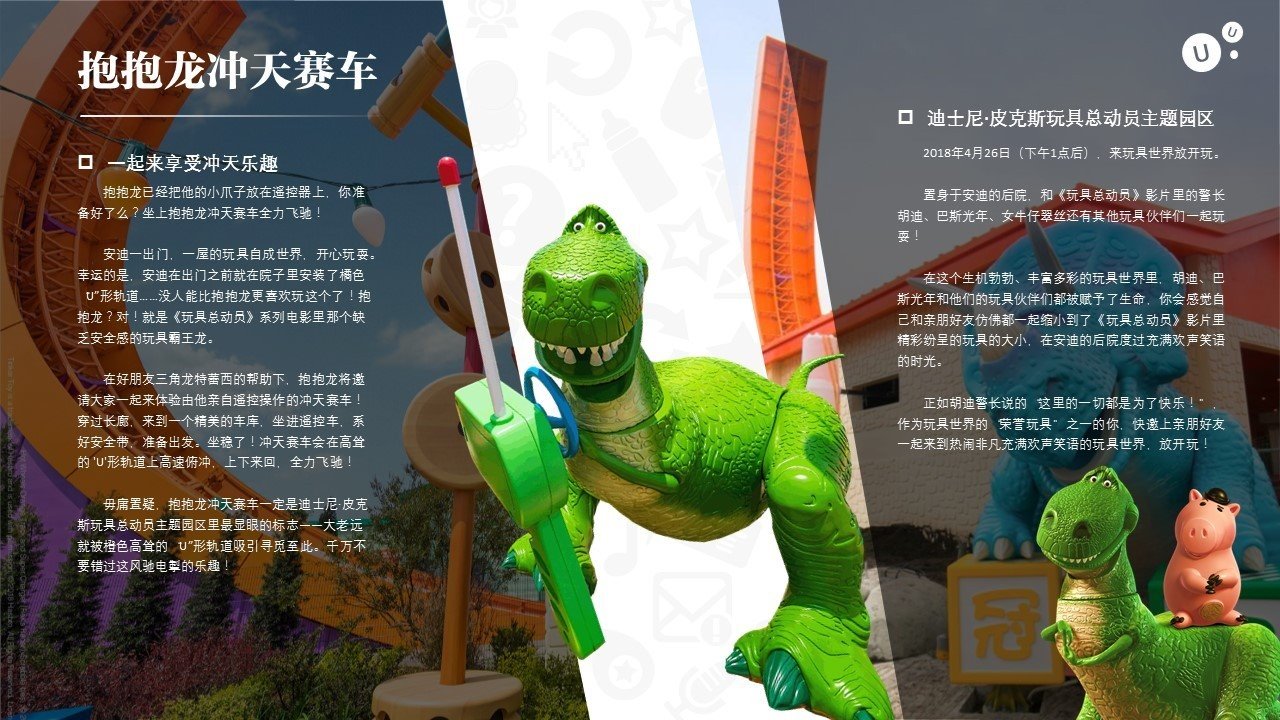 抱抱龙冲天赛车
一起来享受冲天乐趣
抱抱龙已经把他的小爪子放在遥控器上，你准
备好了么？坐上抱抱龙冲天赛车全力飞驰！
安迪一出门，一屋的玩具自成世界，开心玩耍。
幸运的是，安迪在出门之前就在院子里安装了橘色
“U”形轨道……没人能比抱抱龙更喜欢玩这个了！抱
抱龙？对！就是《玩具总动员》系列电影里那个缺
乏安全感的玩具霸王龙。
在好朋友三角龙特蕾西的帮助下，抱抱龙将邀
请大家一起来体验由他亲自遥控操作的冲天赛车！
穿过长廊，来到一个精美的车库，坐进遥控车，系
好安全带，准备出发。坐稳了！冲天赛车会在高耸
的“U”形轨道上高速俯冲，上下来回，全力飞驰！
毋庸置疑，抱抱龙冲天赛车一定是迪士尼·皮克
斯玩具总动员主题园区里最显眼的标志——大老远
就被橙色高耸的“U”形轨道吸引寻觅至此。千万不
要错过这风驰电掣的乐趣！
U
U
迪士尼·皮克斯玩具总动员主题园区
2018年4月26日（下午1点后），来玩具世界放开玩。
置身于安迪的后院，和《玩具总动员》影片里的警长
胡迪、巴斯光年、女牛仔翠丝还有其他玩具伙伴们一起玩
耍！
在这个生机勃勃、丰富多彩的玩具世界里，胡迪、巴
斯光年和他们的玩具伙伴们都被赋予了生命，你会感觉自
己和亲朋好友仿佛都一起缩小到了《玩具总动员》影片里
精彩纷呈的玩具的大小，在安迪的后院度过充满欢声笑语
的时光。
正如胡迪警长说的“这里的一切都是为了快乐！”，
作为玩具世界的“荣誉玩具”之一的你，快邀上亲朋好友
一起来到热闹非凡充满欢声笑语的玩具世界，放开玩！
冠